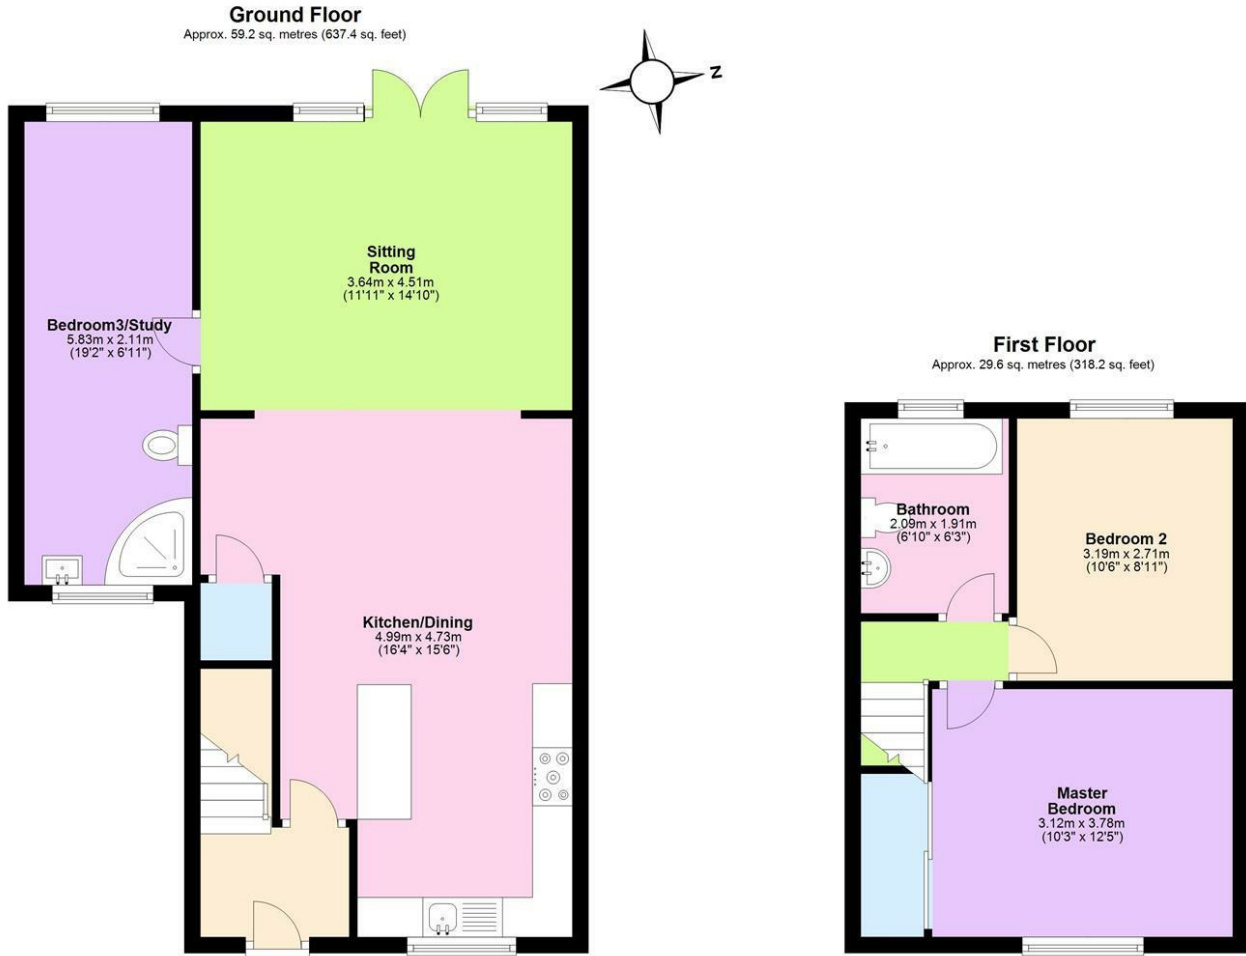 Ground Floor
Approx. 59.2 sq. metres (637.4 sq. feet)
N
Sitting
Room
3.64m x 4.51m
(11'11" x 14'10")
Bedroom3/Study
5.83m x 2.11m
(19'2" x 6'11")
Kitchen/Dining
4.99m x 4.73m
(16'4" x 15'6")
First Floor
Approx. 29.6 sq. metres (318.2 sq. feet)
Bathroom
2.09m x 1.91m
(6'10" x 6'3")
Bedroom 2
3.19m x 2.71m
(10'6" x 8'11")
Master
Bedroom
3.12m x 3.78m
(10'3" x 12'5")